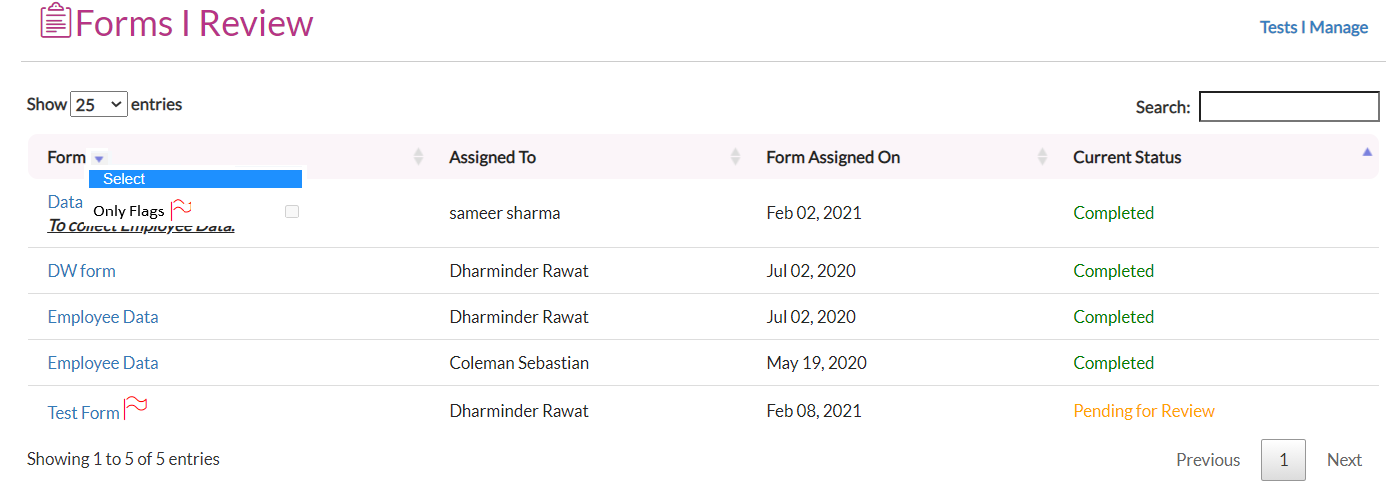 Forms I Review
Tests I Manage
Show 25 entries
Search:
Form Assigned To Form Assigned On Current Status
Select
Data
Only Flags
To collect Employee Data.
sameer sharma Feb 02, 2021 Completed
DW form Dharminder Rawat Jul 02, 2020 Completed
Employee Data Dharminder Rawat Jul 02, 2020 Completed
Employee Data Coleman Sebastian May 19, 2020 Completed
Test Form Dharminder Rawat Feb 08, 2021 Pending for Review
Showing 1 to 5 of 5 entries
Previous 1 Next